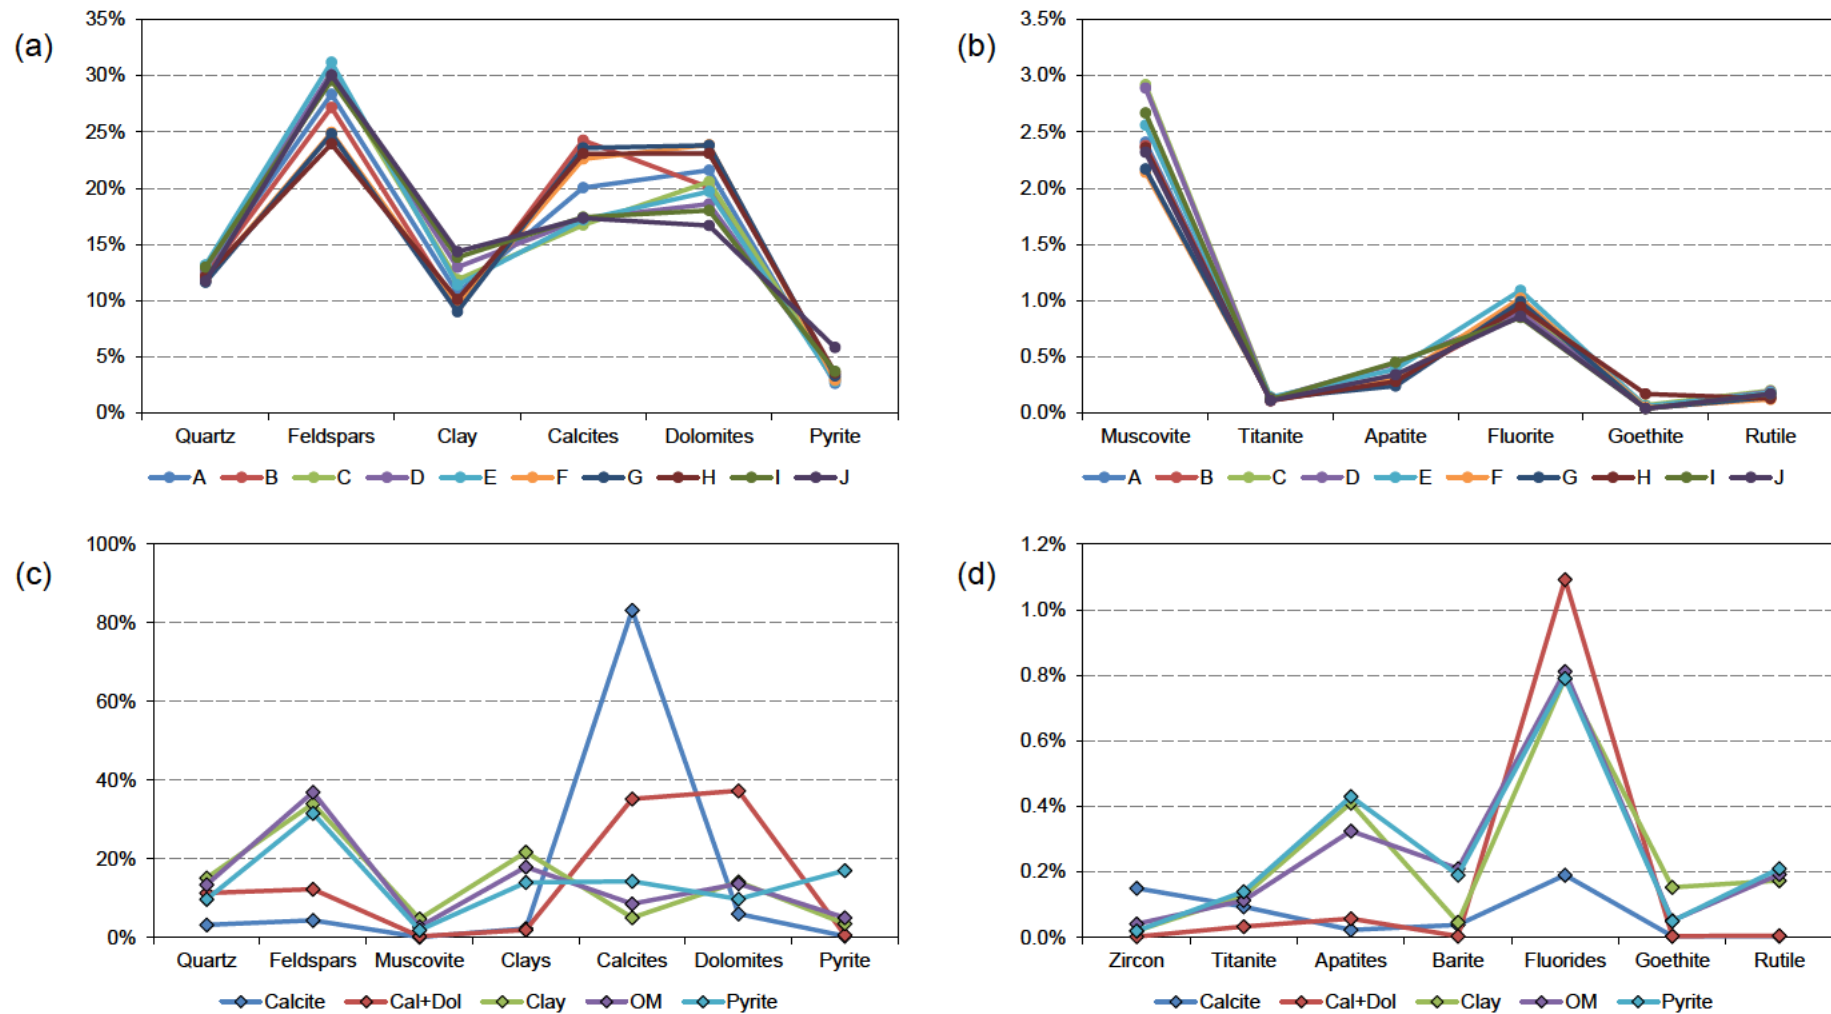 (a)
35%
30%
25%
20%
15%
10%
5%
0%
Quartz Feldspars Clay Calcites Dolomites Pyrite
A B C D E F G H I J
(b)
3.5%
3.0%
2.5%
2.0%
1.5%
1.0%
0.5%
0.0%
Muscovite Titanite Apatite Fluorite Goethite Rutile
A B C D E F G H I J
(c)
100%
80%
60%
40%
20%
0%
Quartz Feldspars Muscovite Clays Calcites Dolomites Pyrite
Calcite Cal+Dol Clay OM Pyrite
(d)
1.2%
1.0%
0.8%
0.6%
0.4%
0.2%
0.0%
Zircon Titanite Apatites Barite Fluorides Goethite Rutile
Calcite Cal+Dol Clay OM Pyrite